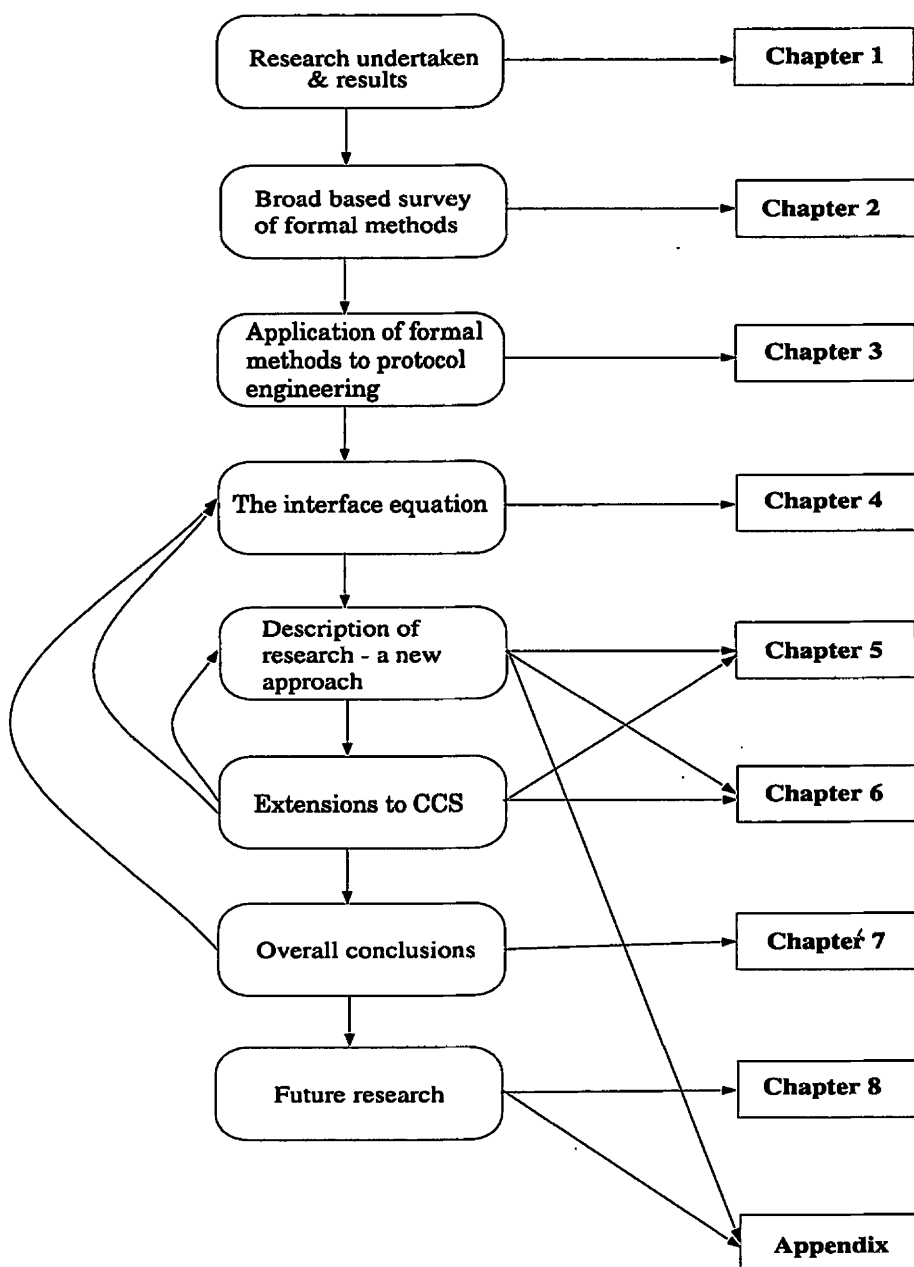 Research undertaken
& results
Chapter 1
Broad based survey
of formal methods
Chapter 2
Application of formal
methods to protocol
engineering
Chapter 3
The interface equation
Chapter 4
Description of
research - a new
approach
Chapter 5
Extensions to CCS
Chapter 6
Overall conclusions
Chapter 7
Future research
Chapter 8
Appendix